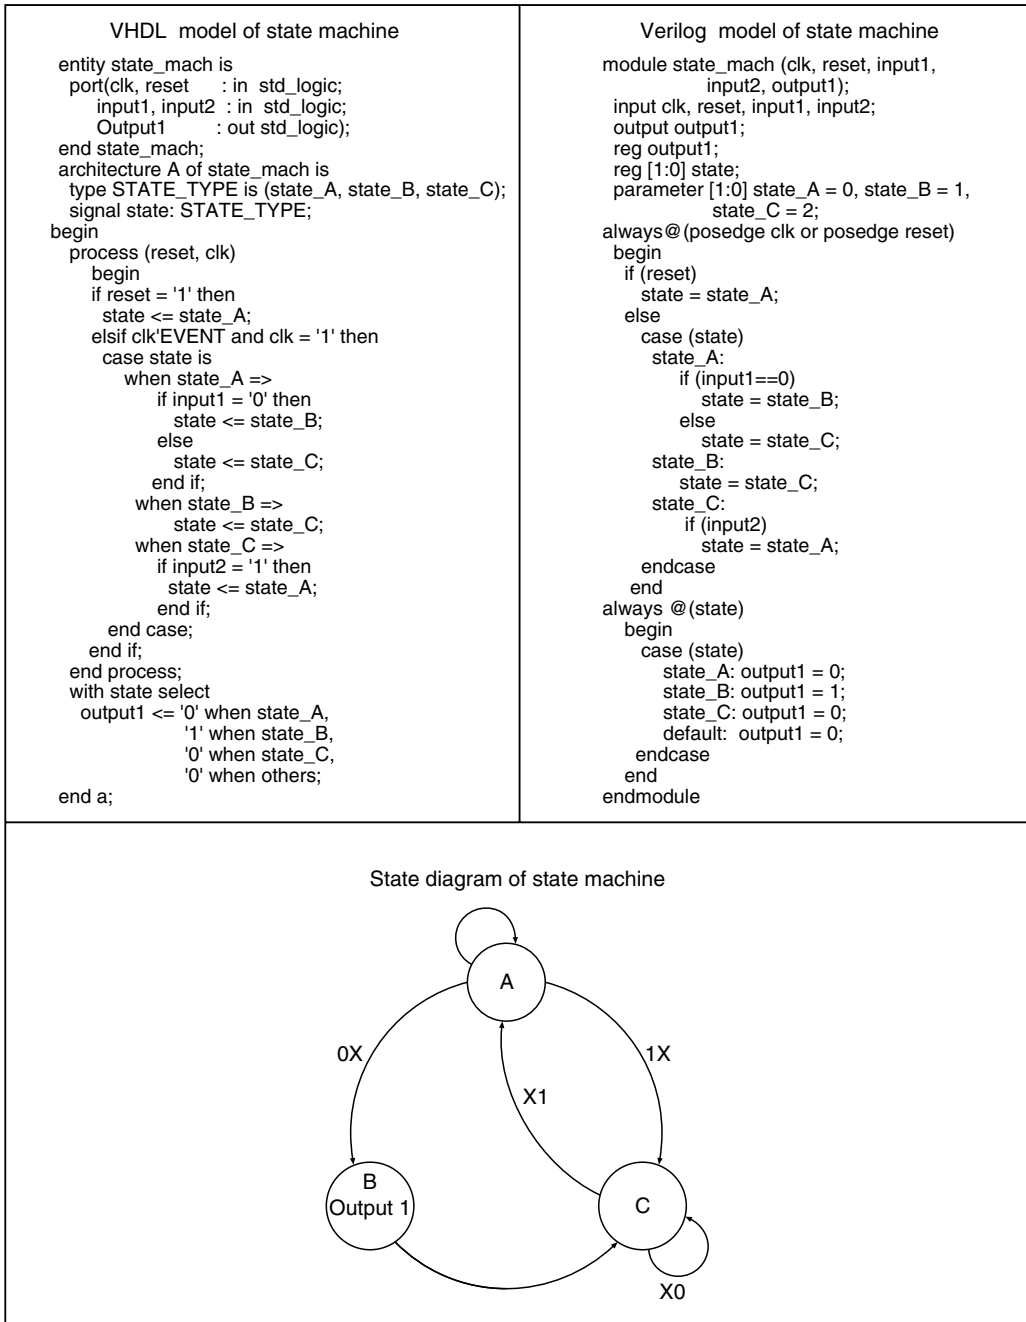 VHDL model of state machine
entity state_mach is
port(clk, reset : in std_logic;
input1, input2 : in std_logic;
Output1 : out std_logic);
end state_mach;
architecture A of state_mach is
type STATE_TYPE is (state_A, state_B, state_C);
signal state: STATE_TYPE;
begin
process (reset, clk)
begin
if reset = '1' then
state <= state_A;
elsif clk'EVENT and clk = '1' then
case state is
when state_A =>
if input1 = '0' then
state <= state_B;
else
state <= state_C;
end if;
when state_B =>
state <= state_C;
when state_C =>
if input2 = '1' then
state <= state_A;
end if;
end case;
end if;
end process;
with state select
output1 <= '0' when state_A,
'1' when state_B,
'0' when state_C,
'0' when others;
end a;
Verilog model of state machine
module state_mach (clk, reset, input1,
input2, output1);
input clk, reset, input1, input2;
output output1;
reg output1;
reg [1:0] state;
parameter [1:0] state_A = 0, state_B = 1,
state_C = 2;
always@(posedge clk or posedge reset)
begin
if (reset)
state = state_A;
else
case (state)
state_A:
if (input1==0)
state = state_B;
else
state = state_C;
state_B:
state = state_C;
state_C:
if (input2)
state = state_A;
endcase
end
always @(state)
begin
case (state)
state_A: output1 = 0;
state_B: output1 = 1;
state_C: output1 = 0;
default: output1 = 0;
endcase
end
endmodule
State diagram of state machine
A
0X
1X
X1
B
Output 1
C
X0